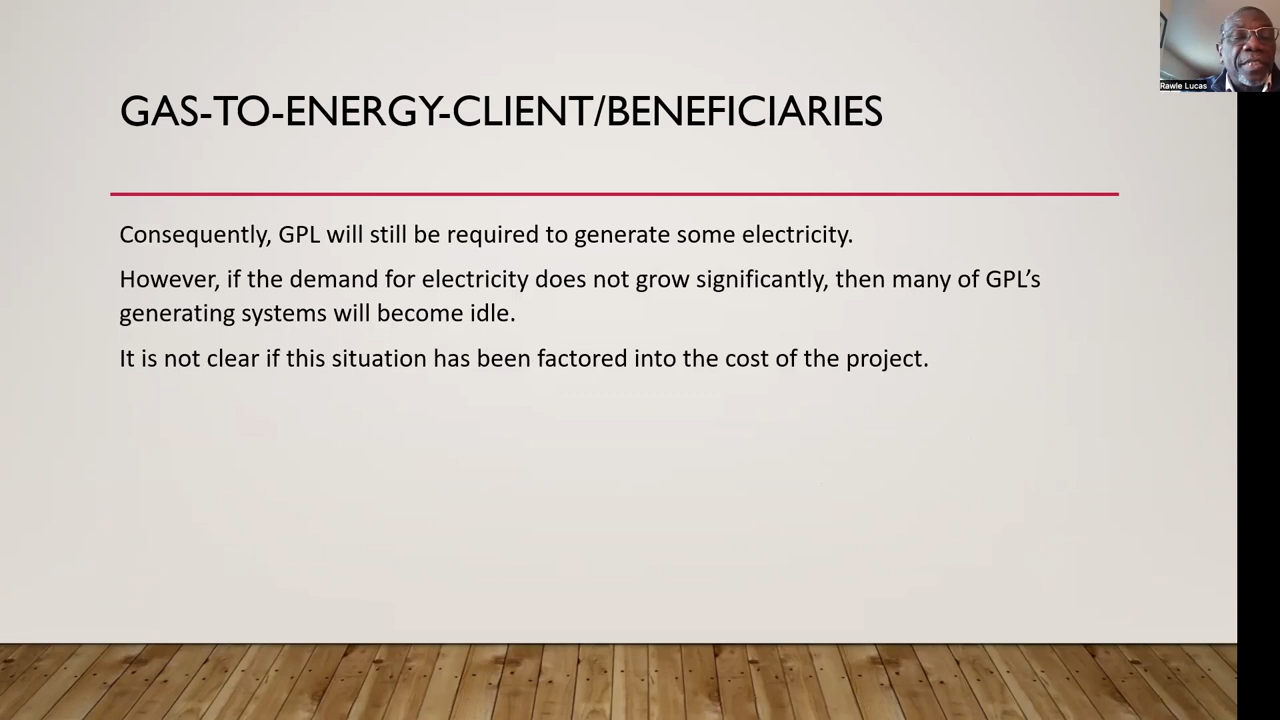 Rawle Lucas
GAS-TO-ENERGY-CLIENT/BENEFICIARIES
Consequently, GPL will still be required to generate some electricity.
However, if the demand for electricity does not grow significantly, then many of GPL’s
generating systems will become idle.
It is not clear if this situation has been factored into the cost of the project.